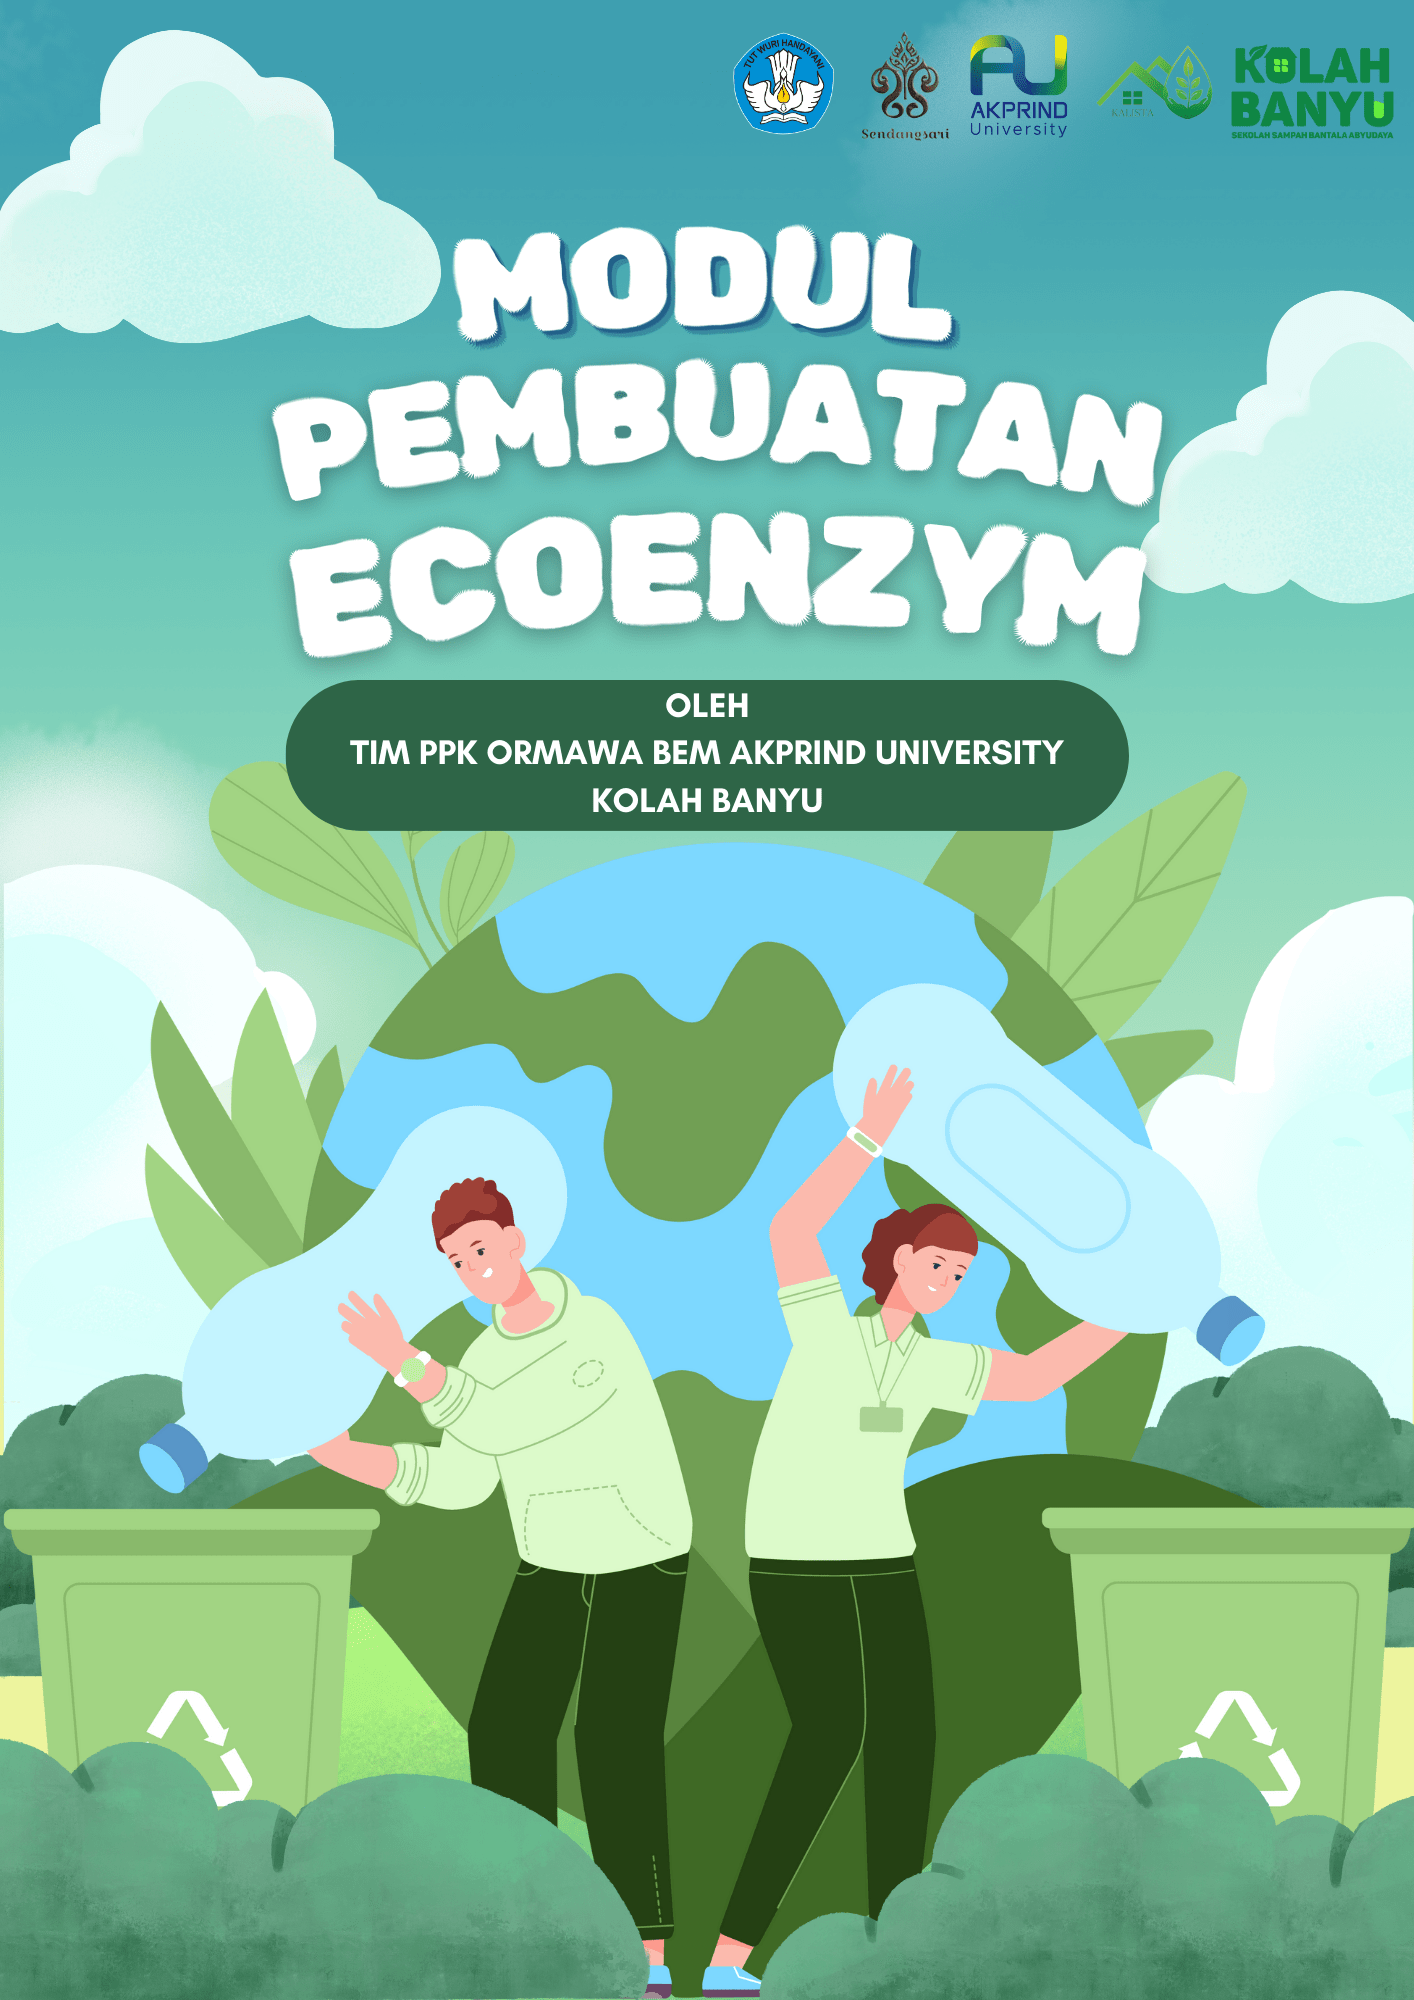 TUT WURI HANDAYANI
Sendangsari
AKPRIND
University
KALISTA
KOLAH
BANYU
SEKOLAH SAMPAH BANTALA ABYUDAYA
MODUL
PEMBUATAN
ECOENZYM
OLEH
TIM PPK ORMAWA BEM AKPRIND UNIVERSITY
KOLAH BANYU